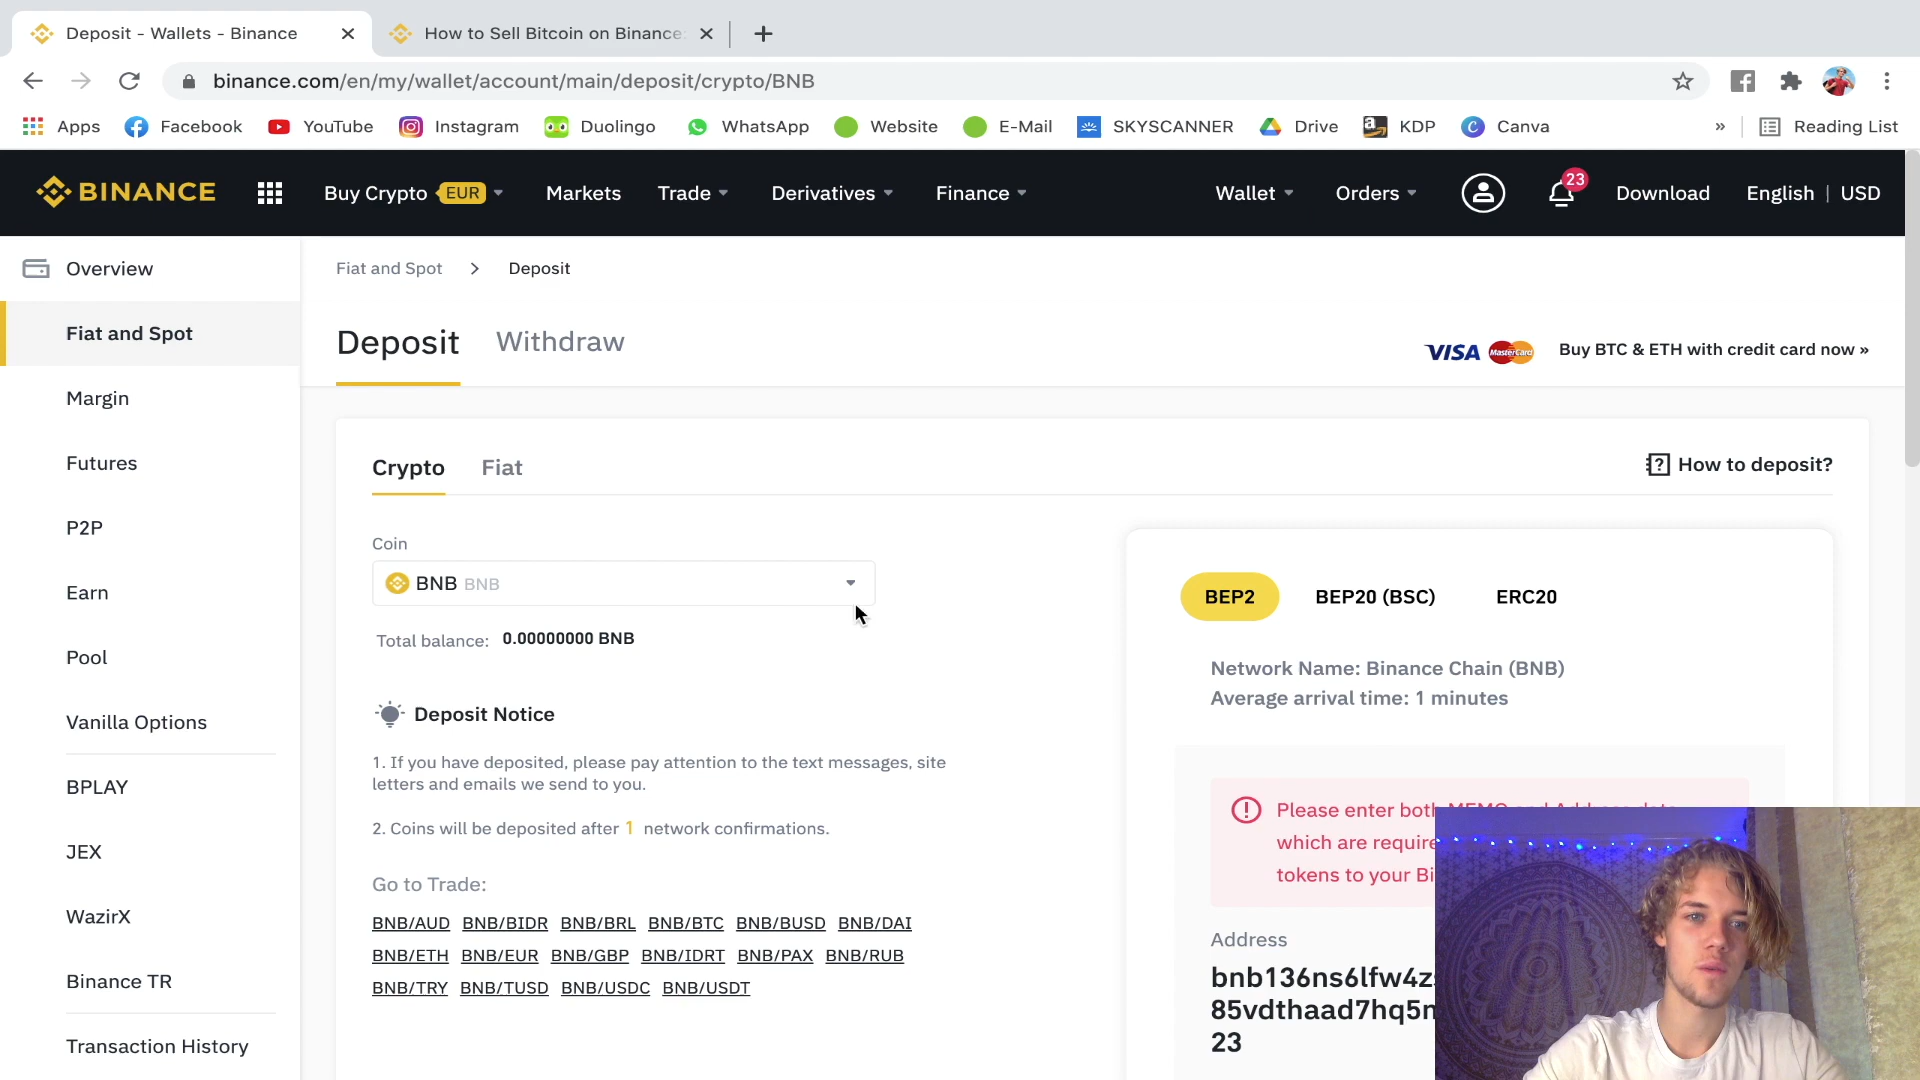 Deposit - Wallets - Binance
How to Sell Bitcoin on Binance
binance.com/en/my/wallet/account/main/deposit/crypto/BNB
Apps Facebook YouTube Instagram Duolingo WhatsApp Website E-Mail SKYSCANNER Drive KDP Canva » Reading List
BINANCE Buy Crypto EUR Markets Trade Derivatives Finance Wallet Orders 23 Download English | USD
Overview
Fiat and Spot
Margin
Futures
P2P
Earn
Pool
Vanilla Options
BPLAY
JEX
WazirX
Binance TR
Transaction History
Fiat and Spot > Deposit
Deposit Withdraw
VISA MasterCard Buy BTC & ETH with credit card now »
Crypto Fiat
How to deposit?
Coin
BNB BNB
Total balance: 0.00000000 BNB
Deposit Notice
1. If you have deposited, please pay attention to the text messages, site
letters and emails we send to you.
2. Coins will be deposited after 1 network confirmations.
Go to Trade:
BNB/AUD BNB/BIDR BNB/BRL BNB/BTC BNB/BUSD BNB/DAI
BNB/ETH BNB/EUR BNB/GBP BNB/IDRT BNB/PAX BNB/RUB
BNB/TRY BNB/TUSD BNB/USDC BNB/USDT
BEP2 BEP20 (BSC) ERC20
Network Name: Binance Chain (BNB)
Average arrival time: 1 minutes
Please enter both MEMO and Address data
which are require
tokens to your Bi
Address
bnb136ns6lfw4z
85vdthaad7hq5
23